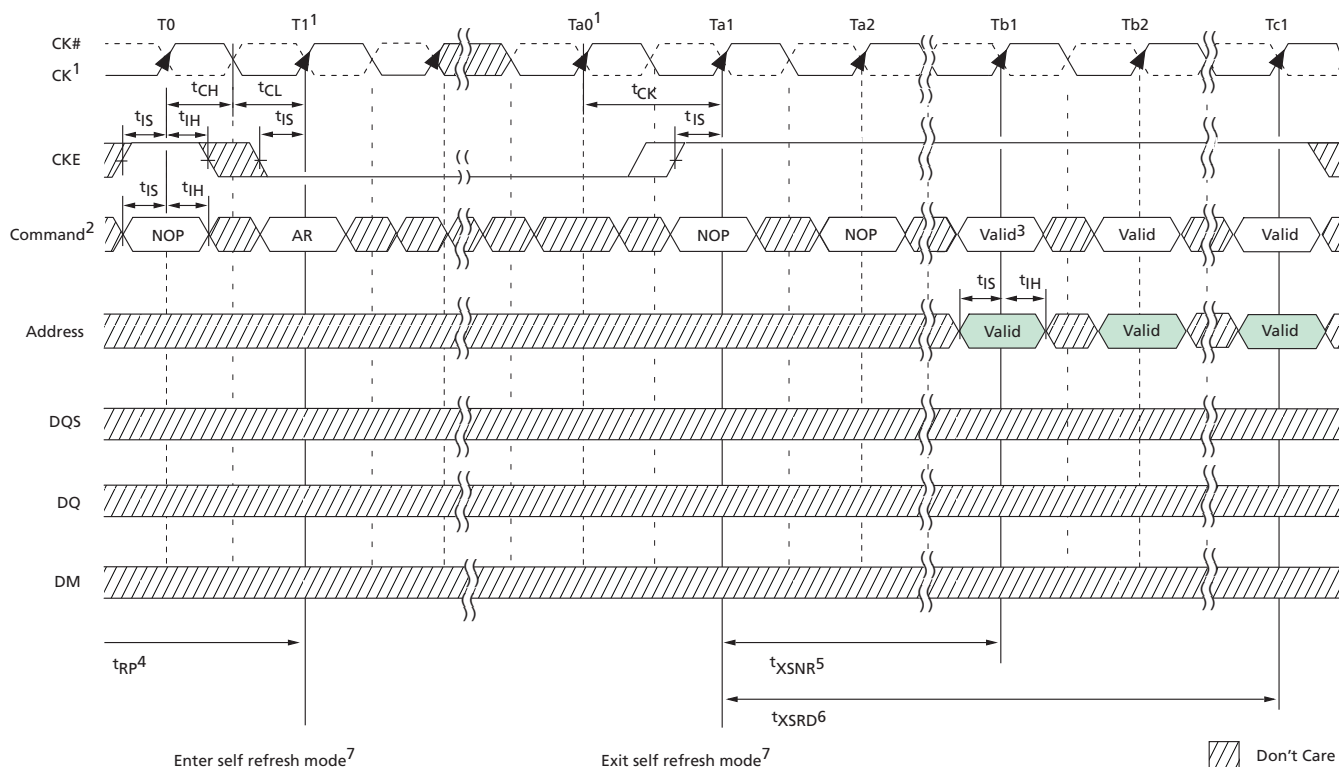 T0 T1¹ Ta0¹ Ta1 Ta2 Tb1 Tb2 Tc1
CK#
CK¹
tCH tCL tCK
tIS tIH tIS tIS
CKE
tIS tIH
Command² NOP AR NOP NOP Valid³ Valid Valid
tIS tIH
Address Valid Valid Valid
DQS
DQ
DM
tRP⁴ tXSNR⁵
tXSRD⁶
Enter self refresh mode⁷ Exit self refresh mode⁷ Don't Care